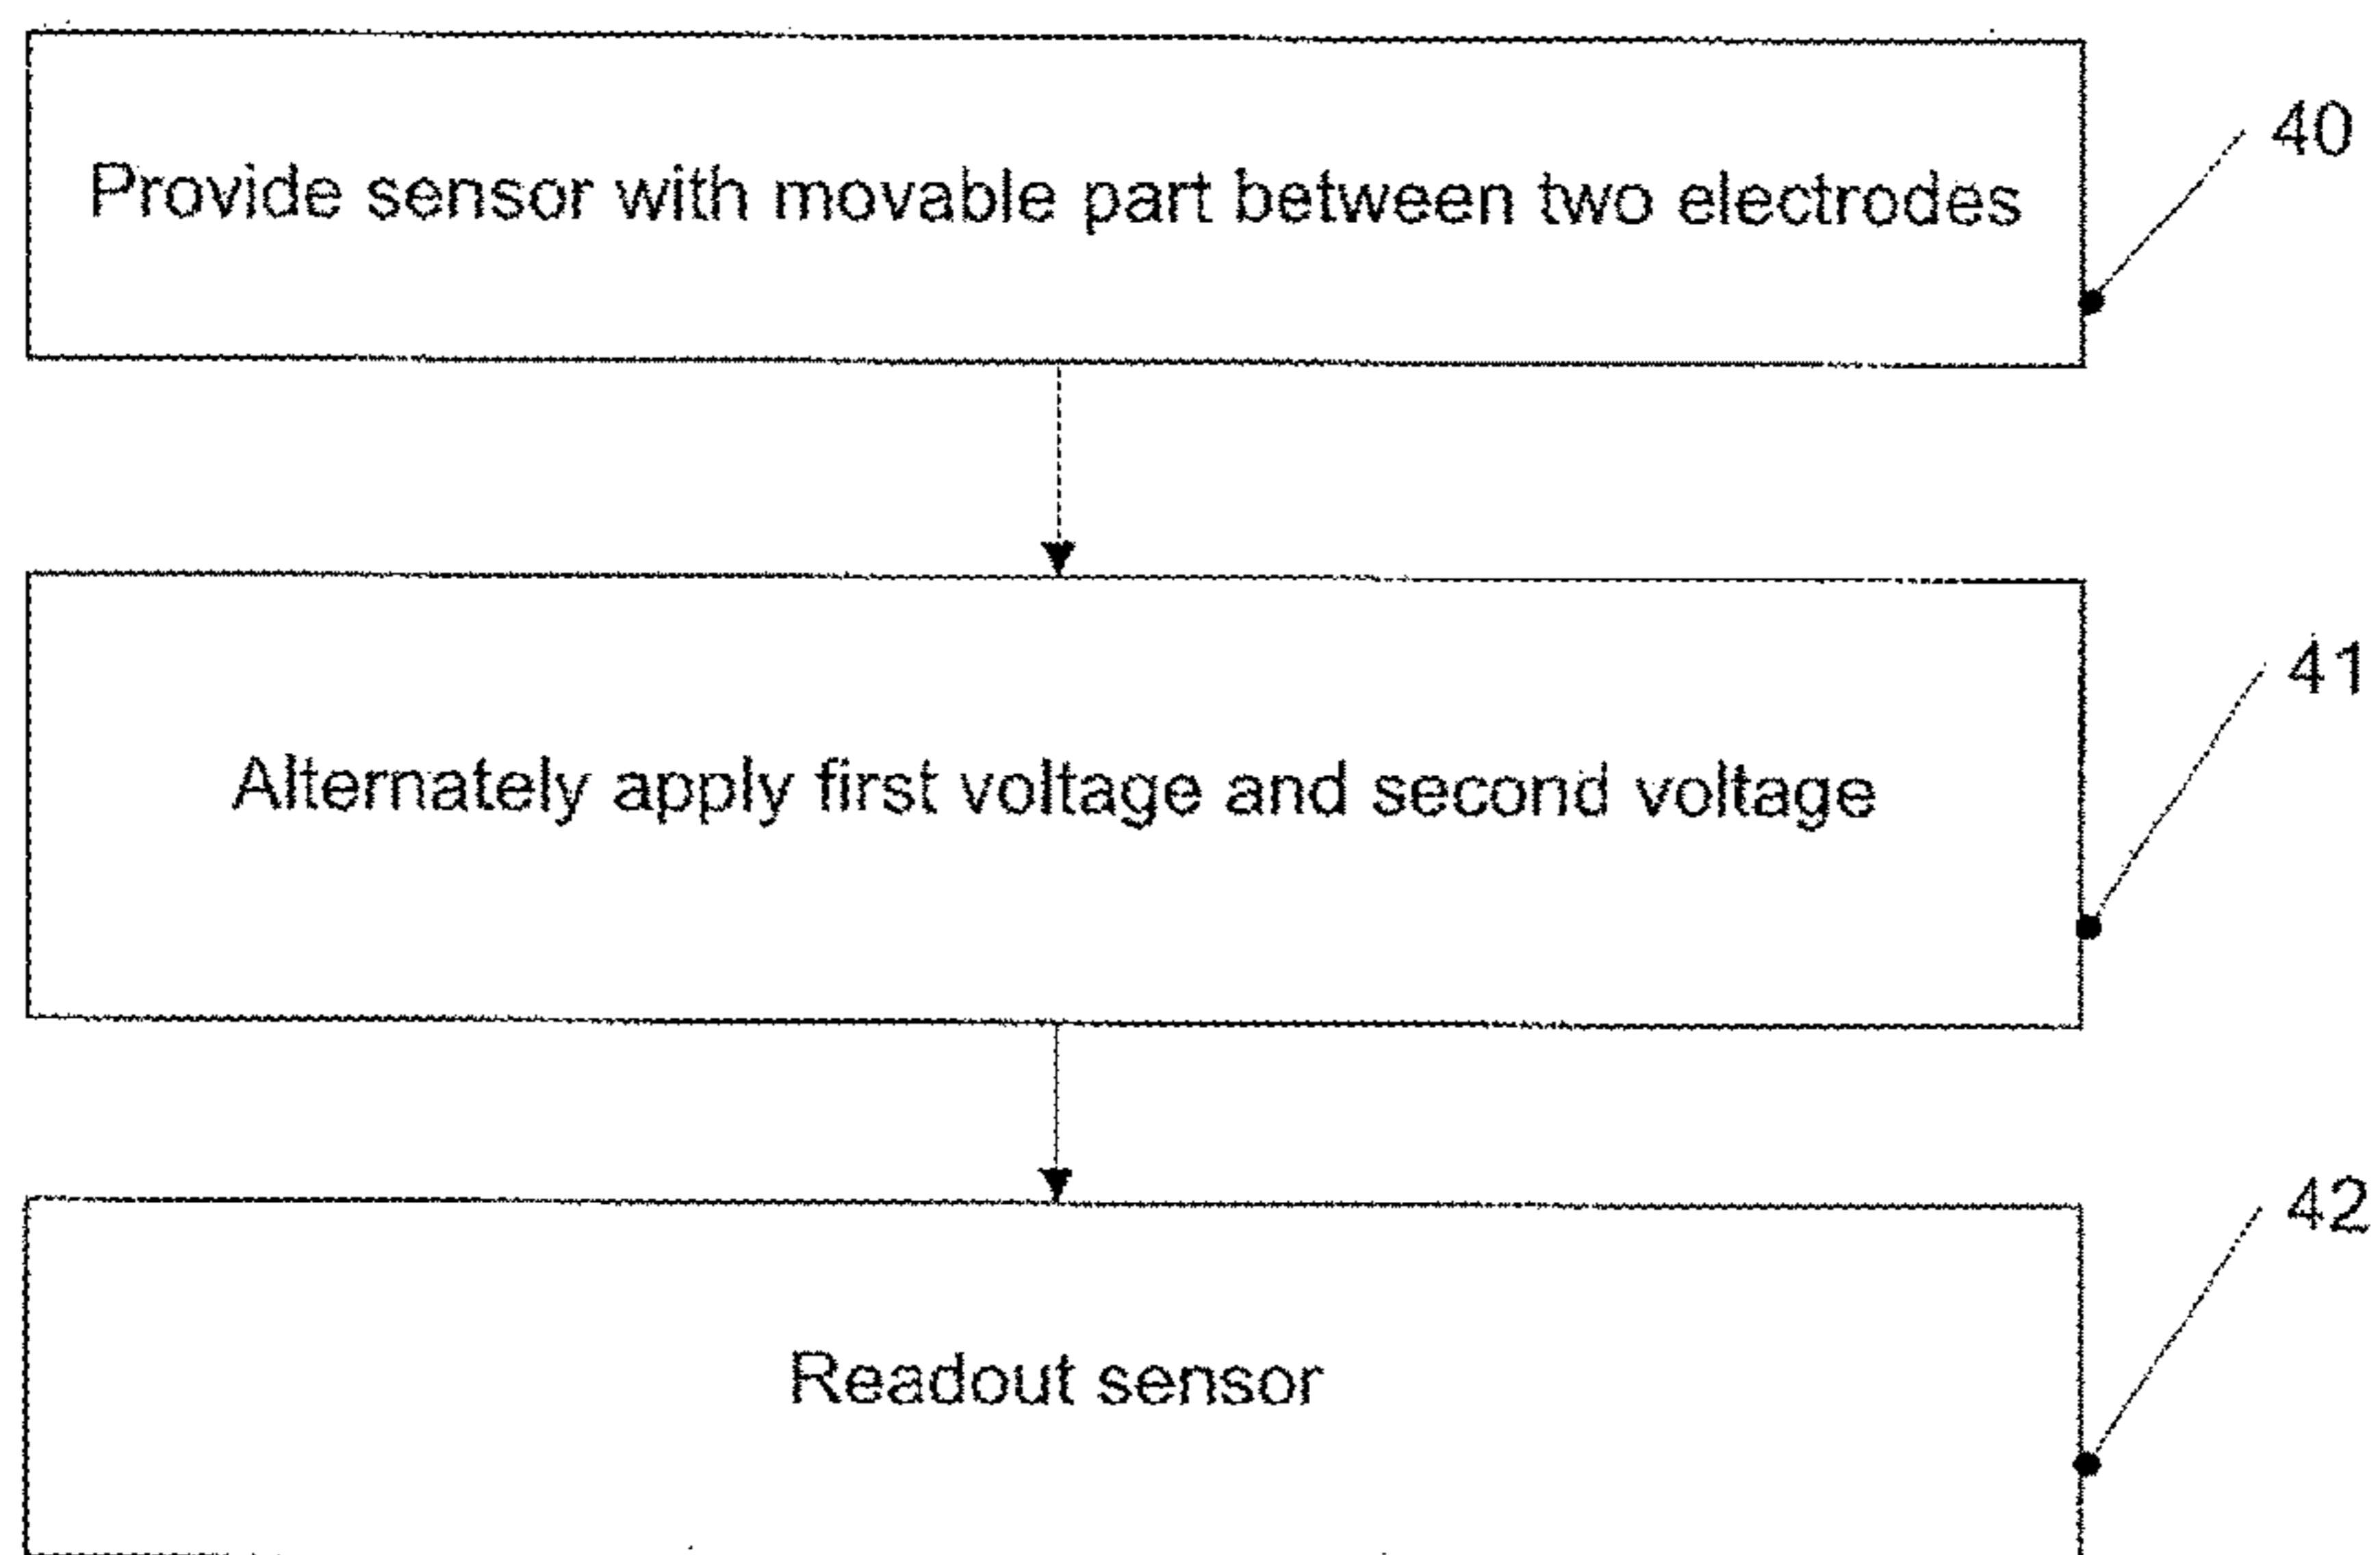 Provide sensor with movable part between two electrodes
40
Alternately apply first voltage and second voltage
41
Readout sensor
42